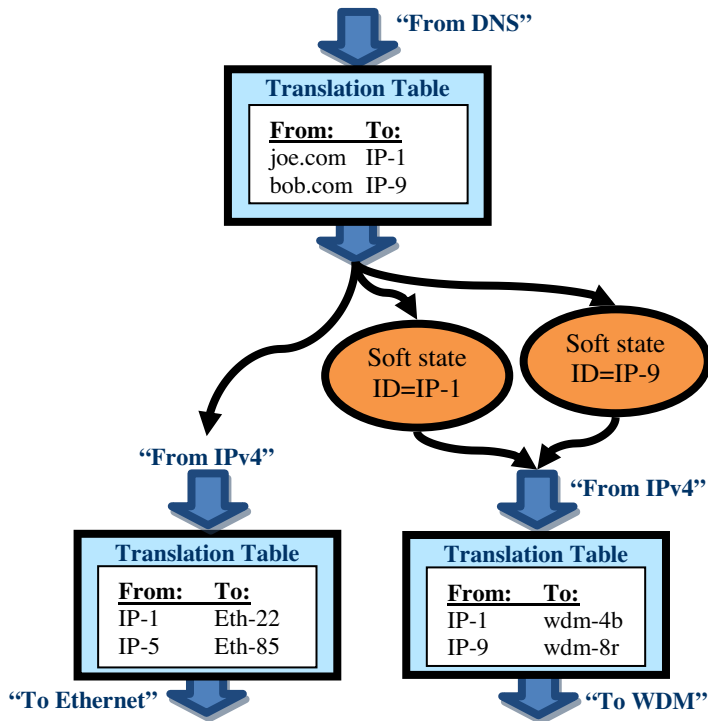 “From DNS”
Translation Table
From: To:
joe.com IP-1
bob.com IP-9
Soft state
ID=IP-1
Soft state
ID=IP-9
“From IPv4”
Translation Table
From: To:
IP-1 Eth-22
IP-5 Eth-85
“To Ethernet”
“From IPv4”
Translation Table
From: To:
IP-1 wdm-4b
IP-9 wdm-8r
“To WDM”